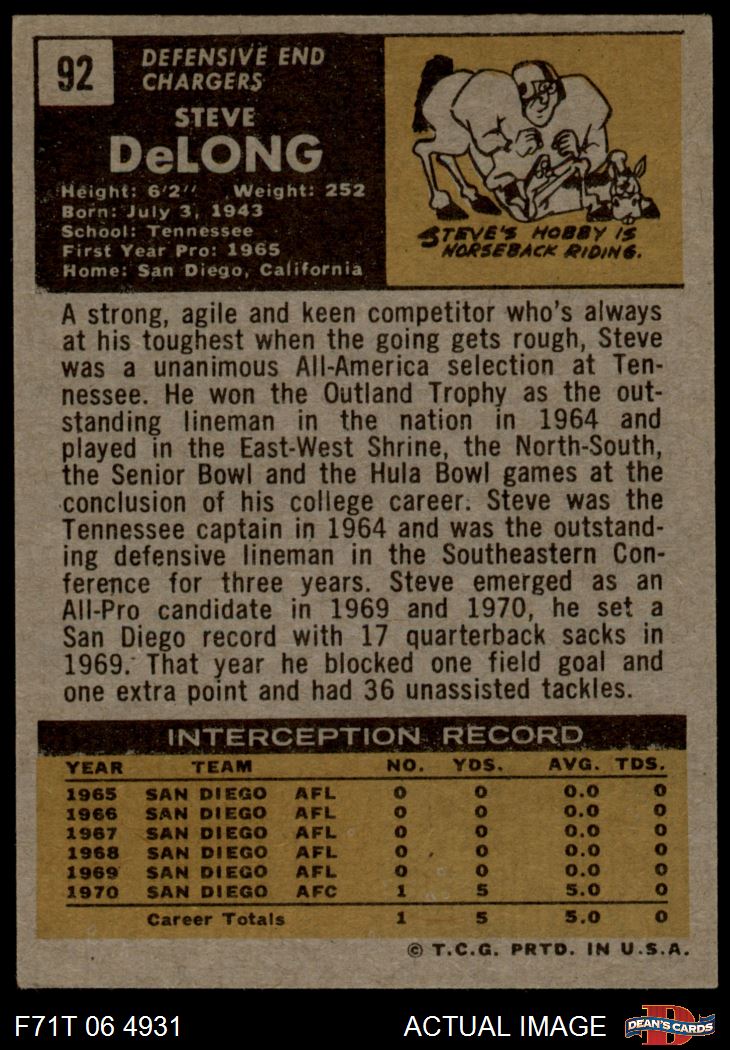 92
DEFENSIVE END
CHARGERS
STEVE
DeLONG
Height: 6'2'' Weight: 252
Born: July 3, 1943
School: Tennessee
First Year Pro: 1965
Home: San Diego, California
STEVE'S HOBBY IS
HORSEBACK RIDING.
A strong, agile and keen competitor who's always
at his toughest when the going gets rough, Steve
was a unanimous All-America selection at Ten-
nessee. He won the Outland Trophy as the out-
standing lineman in the nation in 1964 and
played in the East-West Shrine, the North-South,
the Senior Bowl and the Hula Bowl games at the
conclusion of his college career. Steve was the
Tennessee captain in 1964 and was the outstand-
ing defensive lineman in the Southeastern Con-
ference for three years. Steve emerged as an
All-Pro candidate in 1969 and 1970, he set a
San Diego record with 17 quarterback sacks in
1969. That year he blocked one field goal and
one extra point and had 36 unassisted tackles.
INTERCEPTION RECORD
YEAR TEAM NO. YDS. AVG. TDS.
1965 SAN DIEGO AFL 0 0 0.0 0
1966 SAN DIEGO AFL 0 0 0.0 0
1967 SAN DIEGO AFL 0 0 0.0 0
1968 SAN DIEGO AFL 0 0 0.0 0
1969 SAN DIEGO AFL 0 0 0.0 0
1970 SAN DIEGO AFC 1 5 5.0 0
Career Totals 1 5 5.0 0
© T.C.G. PRTD. IN U.S.A.
F71T 06 4931 ACTUAL IMAGE
D
DEAN'S CARDS